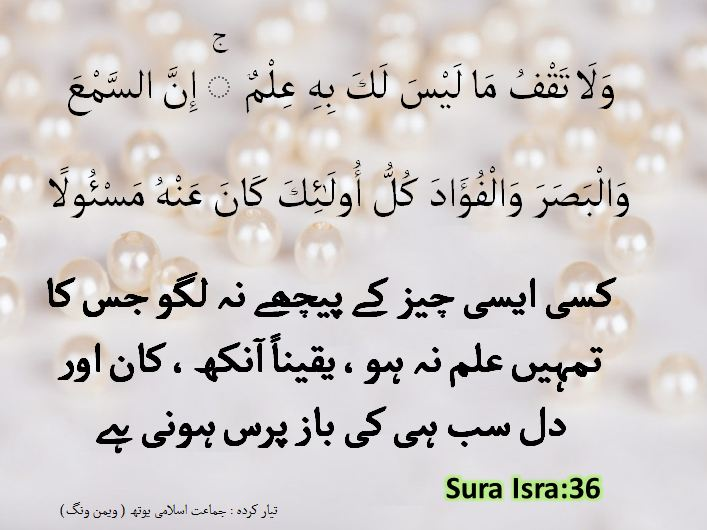 وَلَا تَقْفُ مَا لَيْسَ لَكَ بِهِ عِلْمٌ ۚ إِنَّ السَّمْعَ
وَالْبَصَرَ وَالْفُؤَادَ كُلُّ أُولَٰئِكَ كَانَ عَنْهُ مَسْئُولًا
کسی ایسی چیز کے پیچھے نہ لگو جس کا
تمہیں علم نہ ہو ، یقیناً آنکھ ، کان اور
دل سب ہی کی باز پرس ہونی ہے
Sura Isra:36
تیار کردہ : جماعت اسلامی یوتھ ( ویمن ونگ)